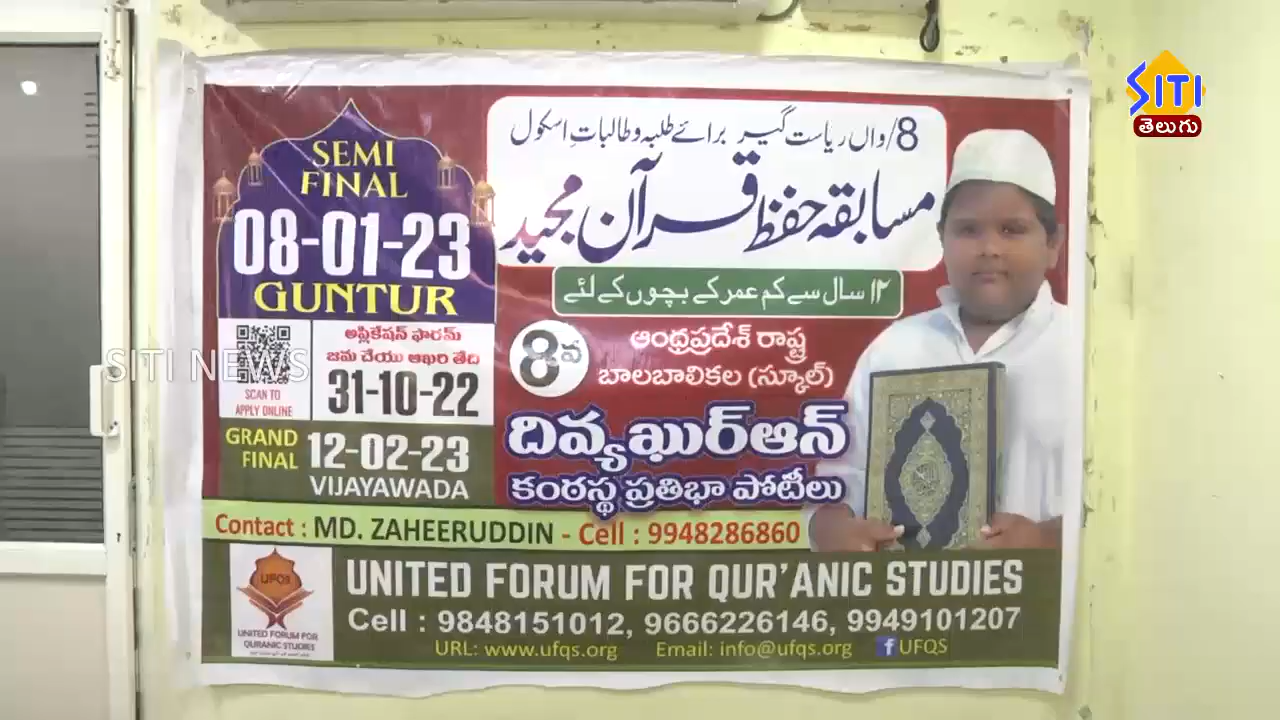 SITI
తెలుగు
SEMI
FINAL
08-01-23
GUNTUR
8/واں ریاست گیر برائے طلبہ و طالباتِ اسکول
مسابقہ حفظ قرآن مجید
۱۲ سال سے کم عمر کے بچوں کے لئے
SCAN TO
APPLY ONLINE
అప్లికేషన్ ఫారమ్
జమ చేయు ఆఖరి తేది
31-10-22
GRAND
FINAL
12-02-23
VIJAYAWADA
8వ
ఆంధ్రప్రదేశ్ రాష్ట్ర
బాలబాలికల (స్కూల్)
దివ్యఖుర్ఆన్
కంఠస్థ ప్రతిభా పోటీలు
SITI NEWS
Contact : MD. ZAHEERUDDIN - Cell : 9948286860
UFQS
UNITED FORUM FOR
QURANIC STUDIES
UNITED FORUM FOR QUR'ANIC STUDIES
Cell : 9848151012, 9666226146, 9949101207
URL: www.ufqs.org Email: info@ufqs.org f UFQS